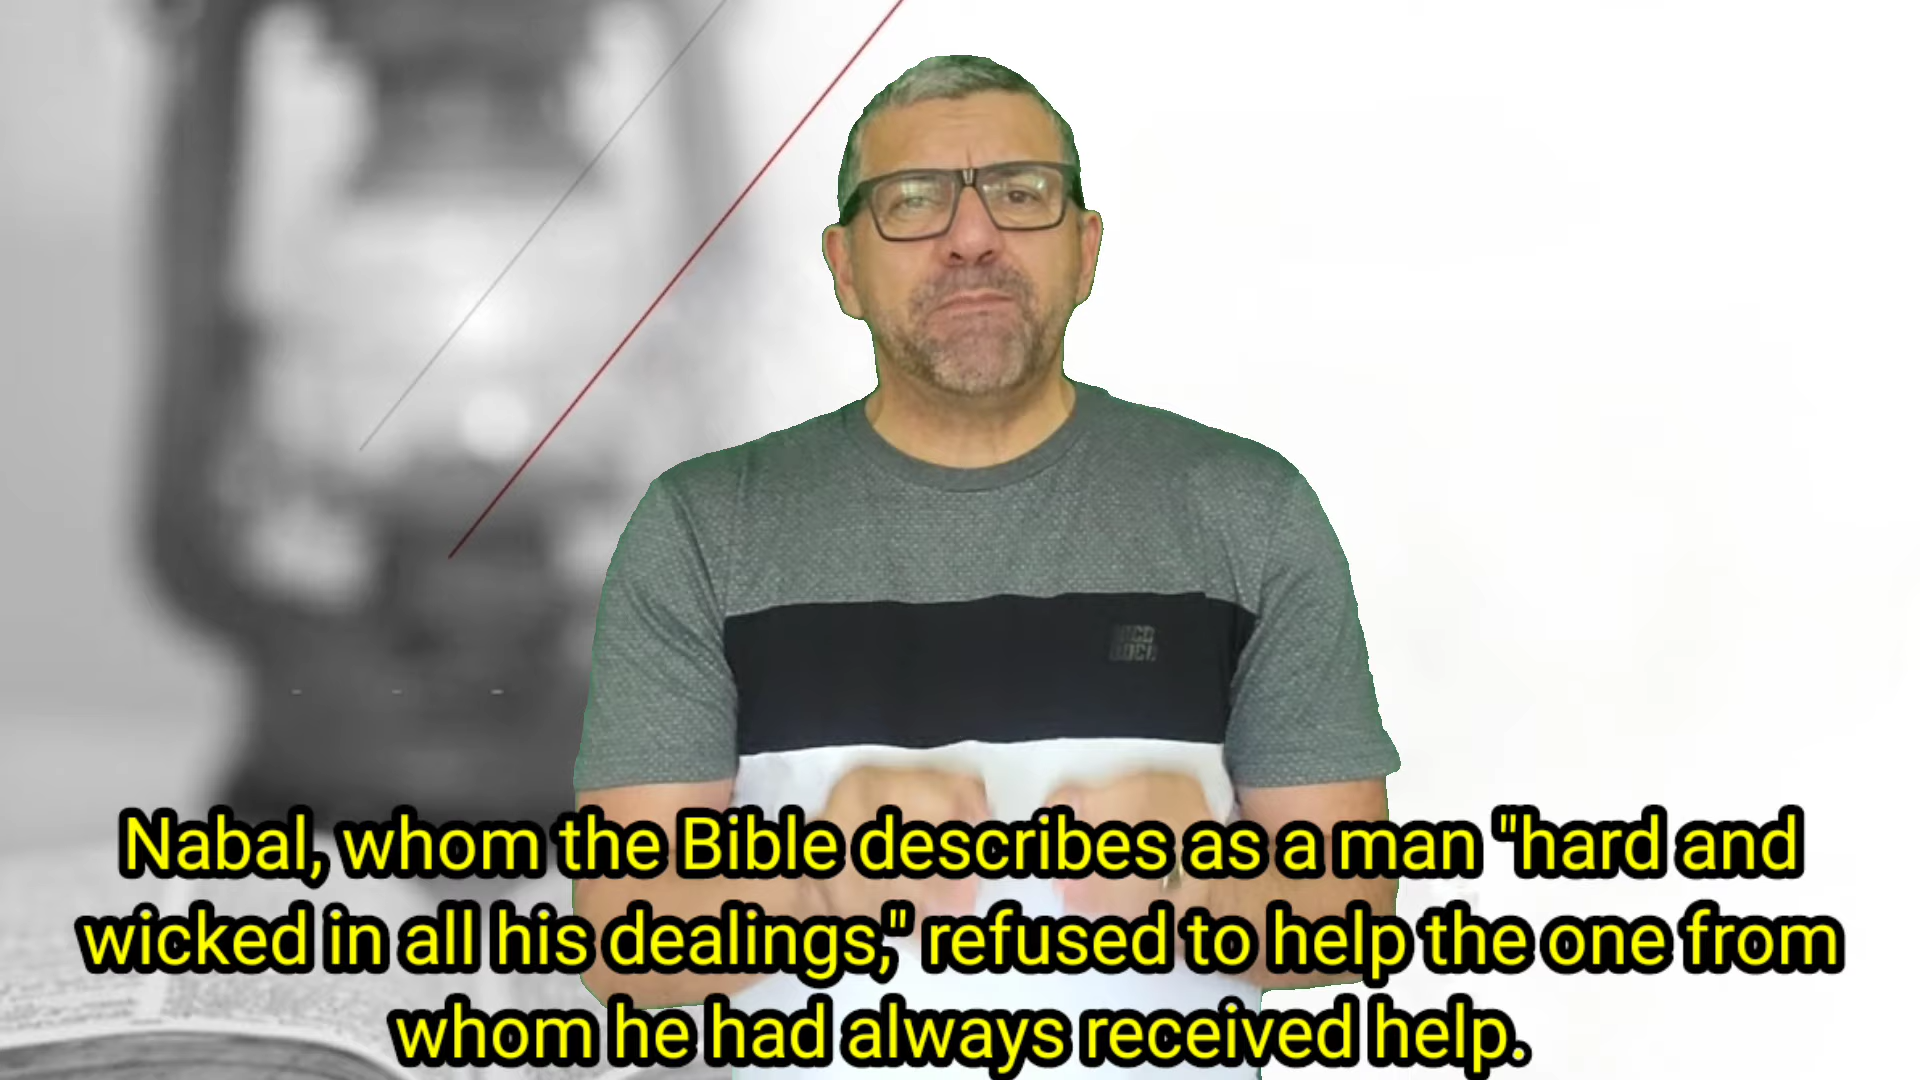 Nabal, whom the Bible describes as a man "hard and
wicked in all his dealings," refused to help the one from
whom he had always received help.